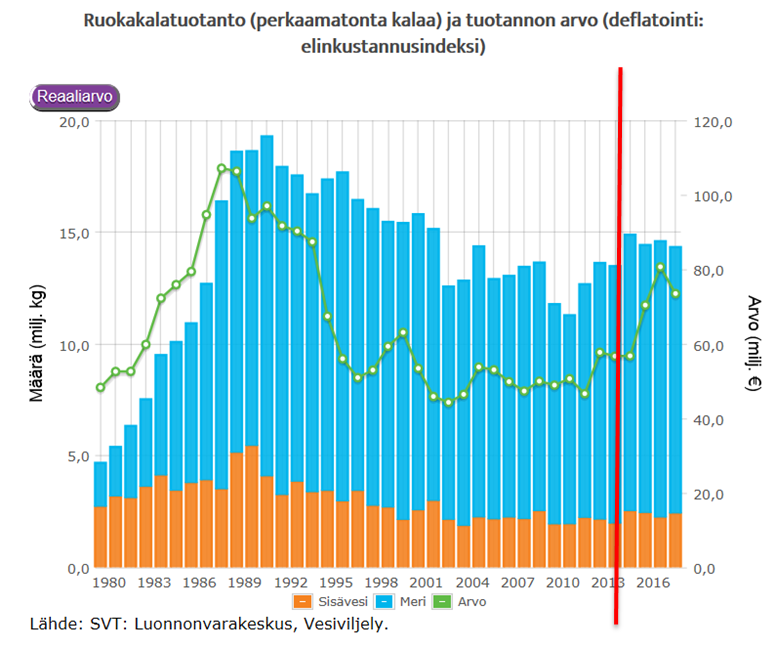 Ruokakalatuotanto (perkaamatonta kalaa) ja tuotannon arvo (deflatointi:
elinkustannusindeksi)
Reaaliarvo
20,0
15,0
10,0
5,0
0,0
Määrä (milj. kg)
120,0
100,0
80,0
60,0
40,0
20,0
0,0
Arvo (milj. €)
1980 1983 1986 1989 1992 1995 1998 2001 2004 2007 2010 2013 2016
Sisävesi Meri Arvo
Lähde: SVT: Luonnonvarakeskus, Vesiviljely.